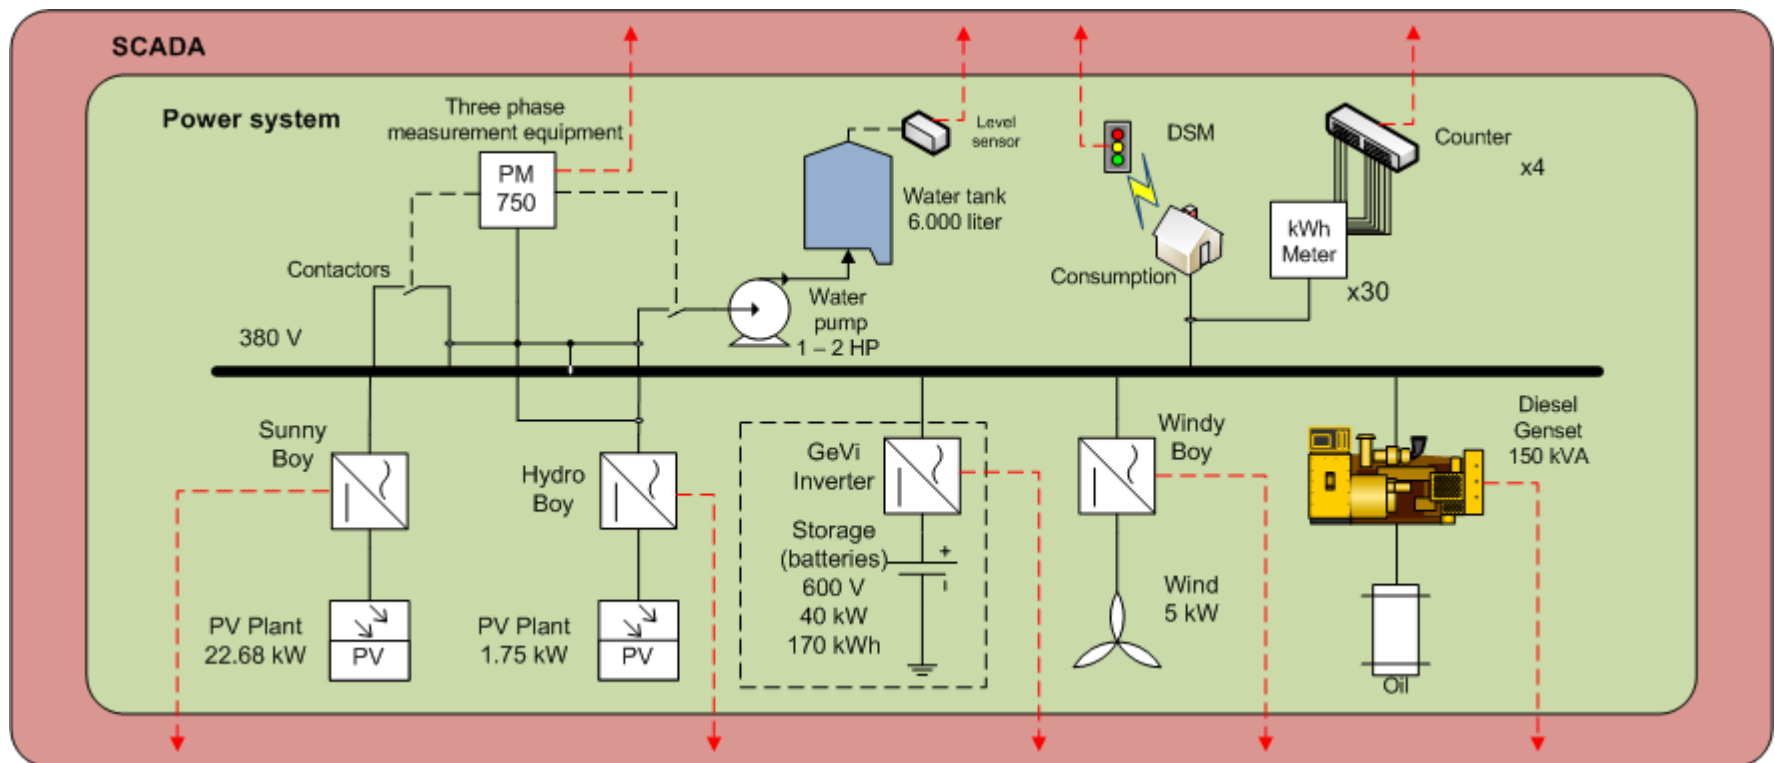 SCADA
Power system
Three phase
measurement equipment
PM
750
Contactors
380 V
Level
sensor
Water tank
6.000 liter
Water
pump
1 – 2 HP
DSM
Consumption
Counter
x4
kWh
Meter
x30
Sunny
Boy
PV Plant
22.68 kW
PV
Hydro
Boy
PV Plant
1.75 kW
PV
GeVi
Inverter
Storage
(batteries)
600 V
40 kW
170 kWh
+
Windy
Boy
Wind
5 kW
Diesel
Genset
150 kVA
Oil